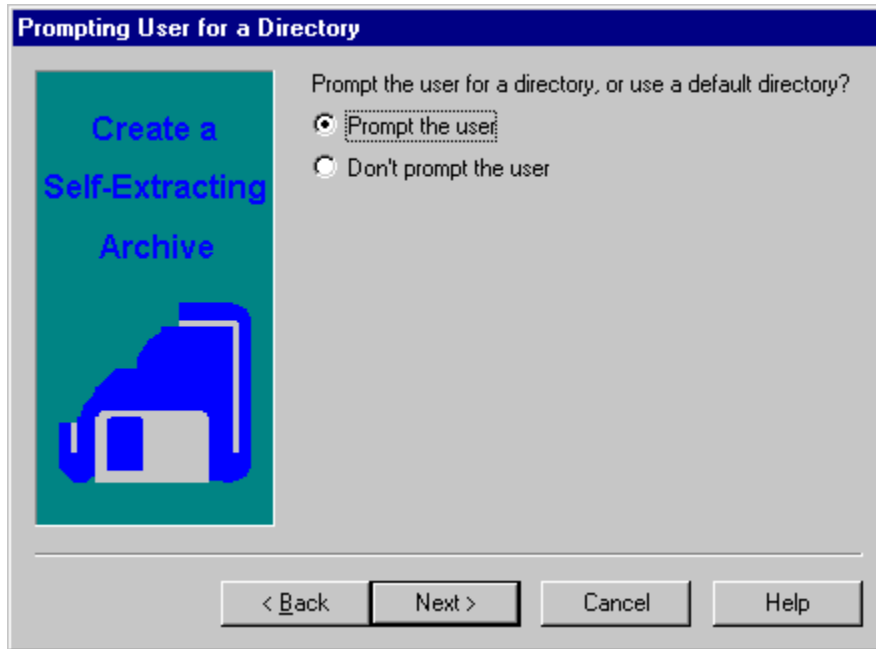 Prompting User for a Directory
Create a
Self-Extracting
Archive
Prompt the user for a directory, or use a default directory?
Prompt the user
Don't prompt the user
< Back
Next >
Cancel
Help